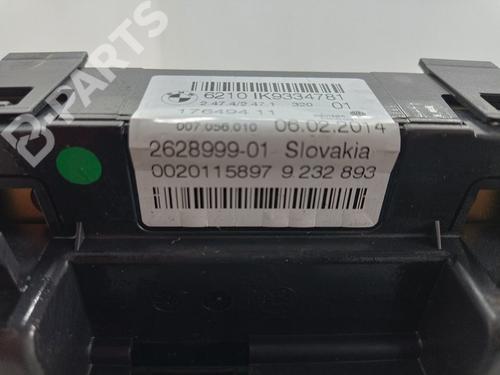 B-PARTS
6210 IK9334781
2.47.4/2.47.1 320 01
176494 11
007 056 010 06.02.2014
2628999-01 Slovakia
0020115897 9 232 893